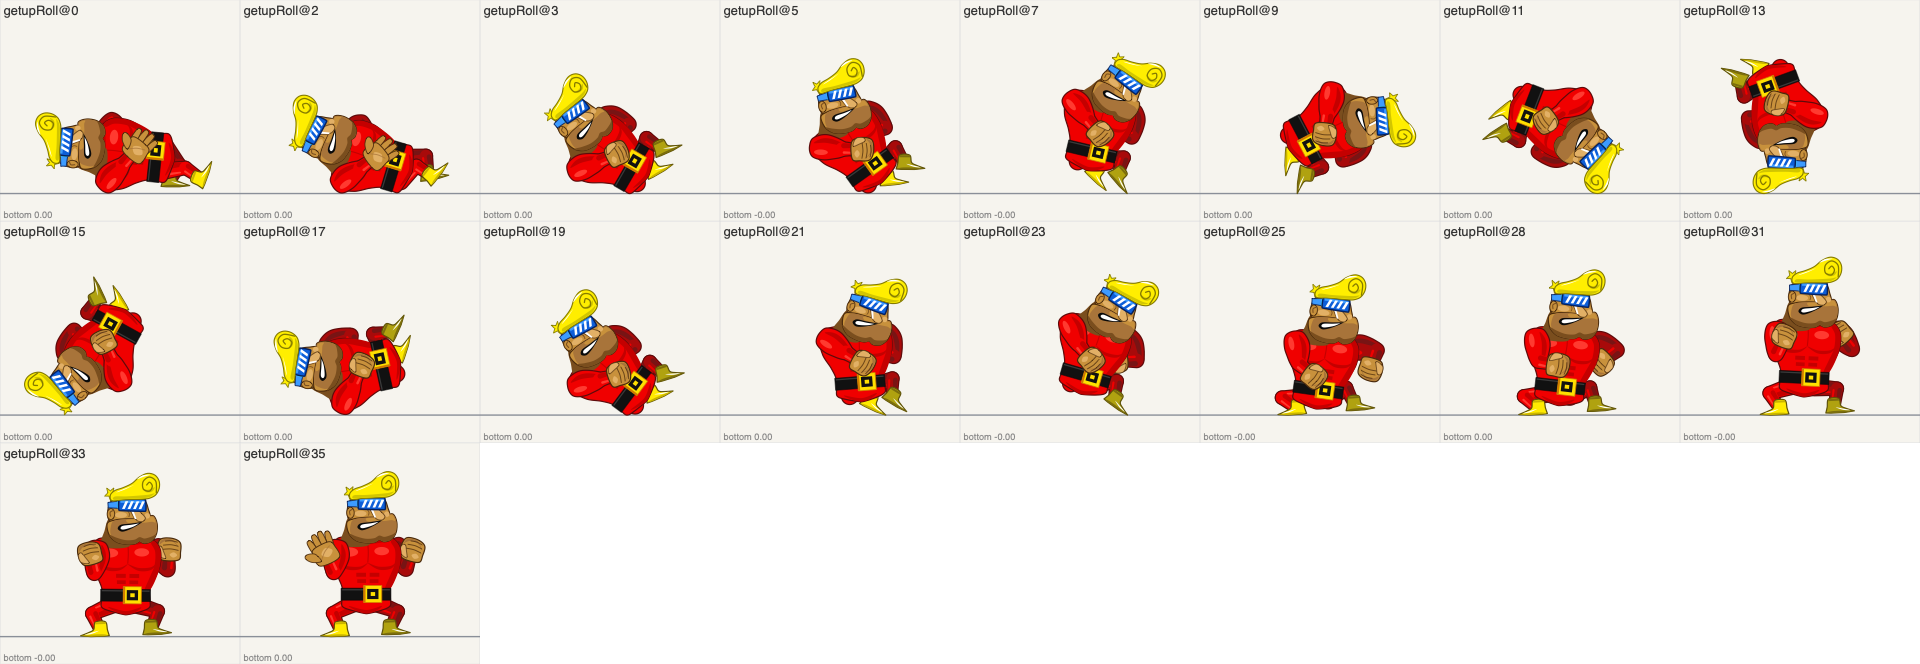 getupRoll@0 getupRoll@2 getupRoll@3 getupRoll@5 getupRoll@7 getupRoll@9 getupRoll@11 getupRoll@13
bottom 0.00 bottom 0.00 bottom 0.00 bottom -0.00 bottom -0.00 bottom 0.00 bottom 0.00 bottom 0.00
getupRoll@15 getupRoll@17 getupRoll@19 getupRoll@21 getupRoll@23 getupRoll@25 getupRoll@28 getupRoll@31
bottom 0.00 bottom 0.00 bottom 0.00 bottom 0.00 bottom -0.00 bottom -0.00 bottom 0.00 bottom -0.00
getupRoll@33 getupRoll@35
bottom -0.00 bottom 0.00